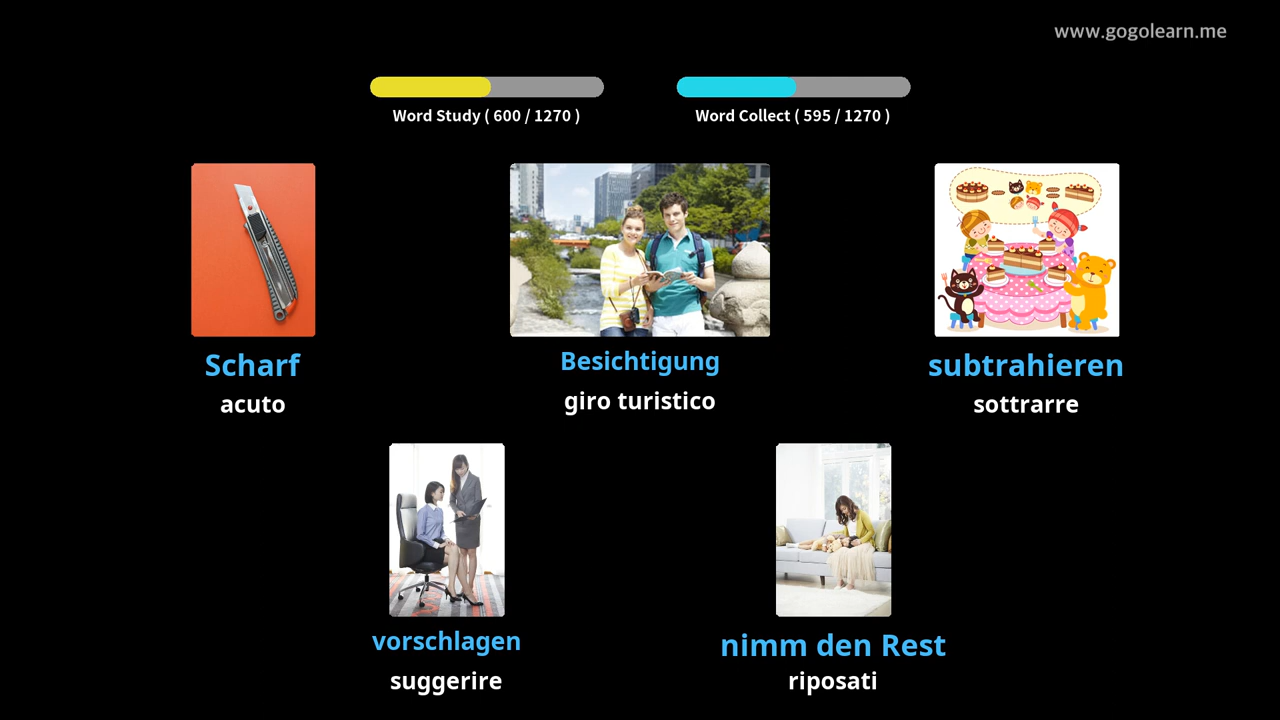 www.gogolearn.me
Word Study ( 600 / 1270 )
Word Collect ( 595 / 1270 )
Scharf
acuto
Besichtigung
giro turistico
subtrahieren
sottrarre
vorschlagen
suggerire
nimm den Rest
riposati